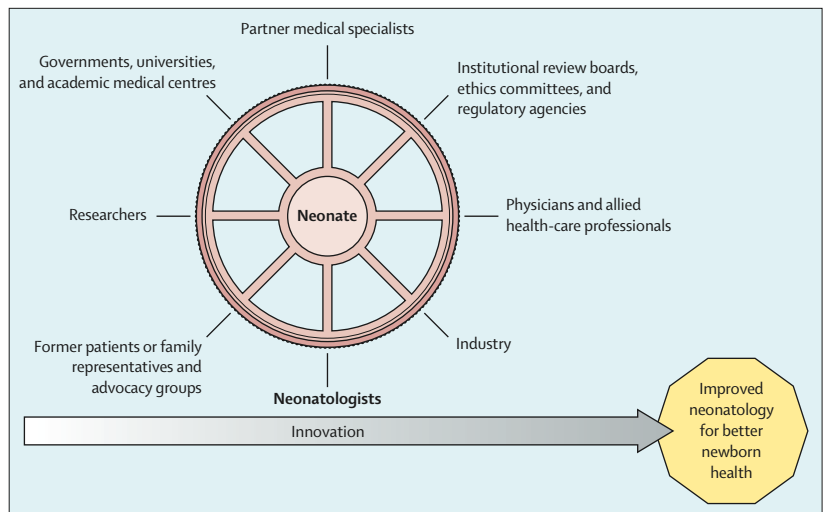 Partner medical specialists
Governments, universities,
and academic medical centres
Institutional review boards,
ethics committees, and
regulatory agencies
Researchers
Neonate
Physicians and allied
health-care professionals
Former patients or family
representatives and
advocacy groups
Industry
Neonatologists
Innovation
Improved
neonatology
for better
newborn
health